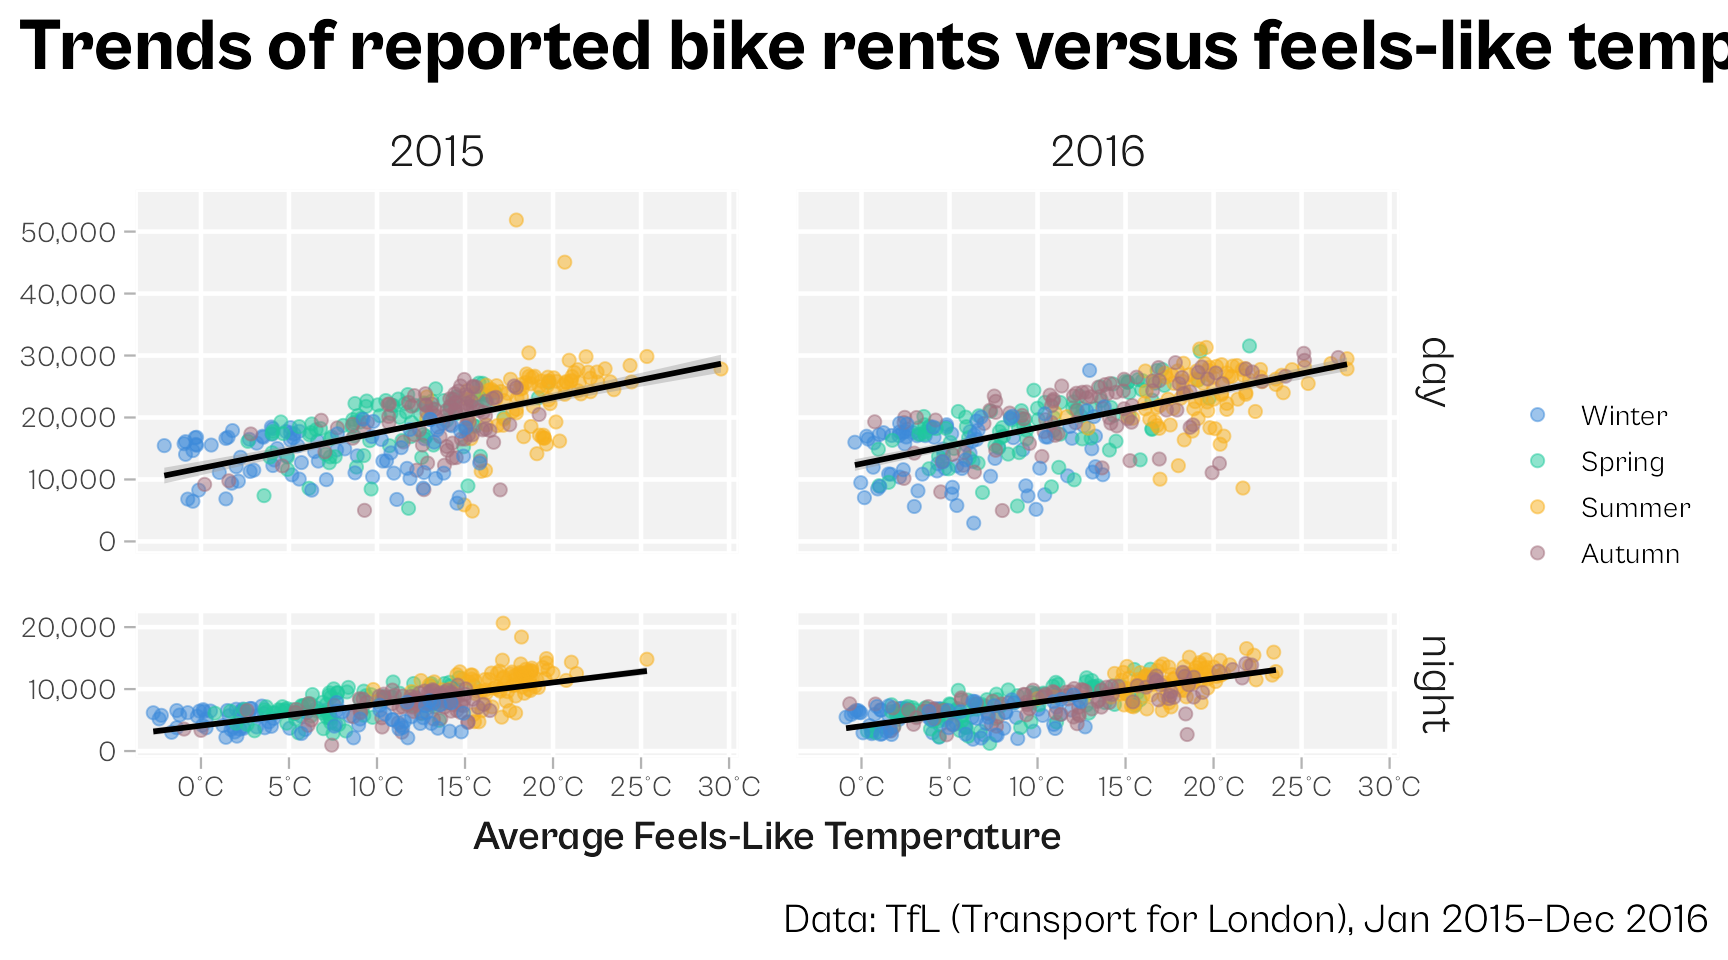 Trends of reported bike rents versus feels-like temp
2015
2016
50,000
40,000
30,000
20,000
10,000
0
day
Winter
Spring
Summer
Autumn
20,000
10,000
0
night
0°C 5°C 10°C 15°C 20°C 25°C 30°C
0°C 5°C 10°C 15°C 20°C 25°C 30°C
Average Feels-Like Temperature
Data: TfL (Transport for London), Jan 2015–Dec 2016